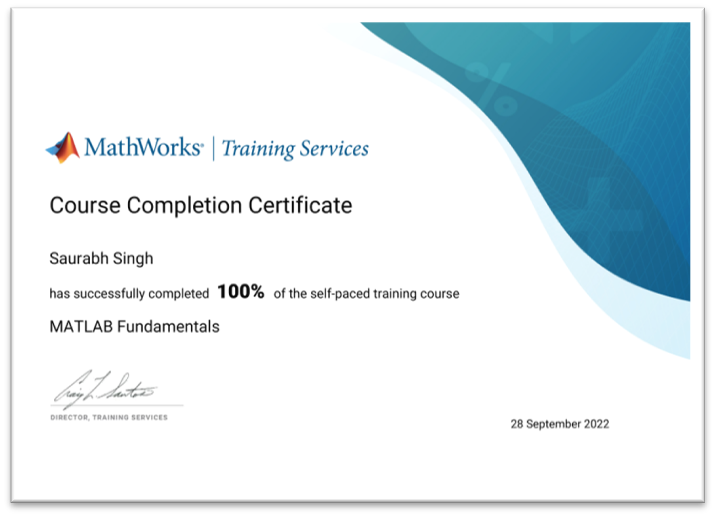 MathWorks® | Training Services
Course Completion Certificate
Saurabh Singh
has successfully completed 100% of the self-paced training course
MATLAB Fundamentals
Craig L. Santos
DIRECTOR, TRAINING SERVICES
28 September 2022